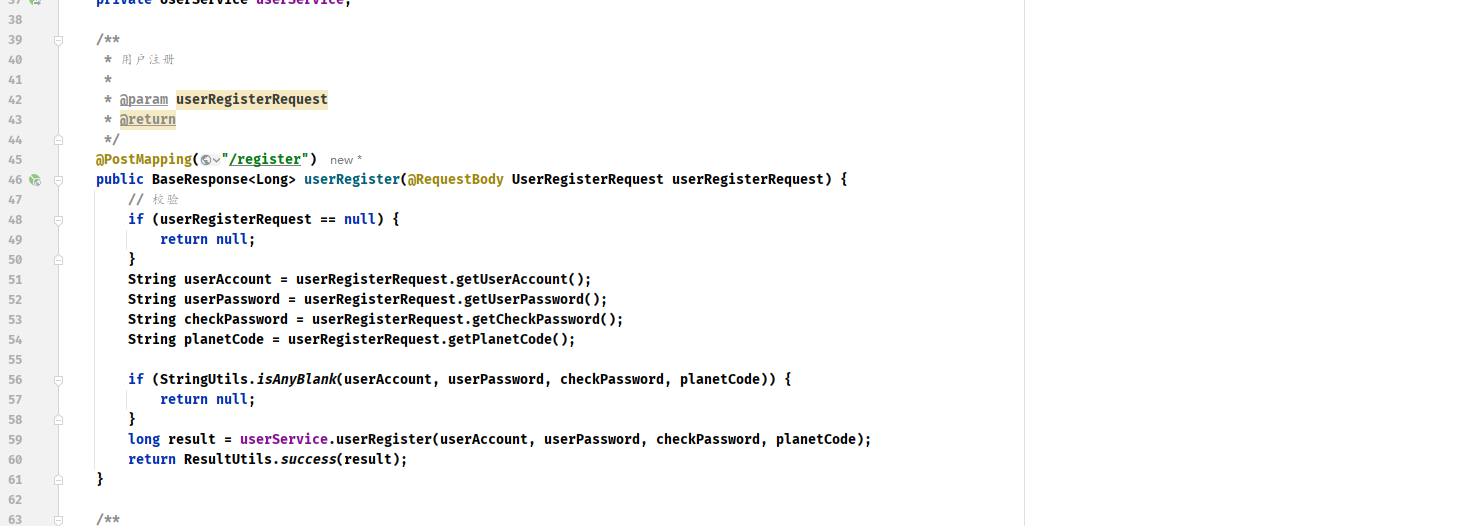 37 private UserService userService;
38
39 /**
40  * 用户注册
41  *
42  * @param userRegisterRequest
43  * @return
44  */
45 @PostMapping("/register") new *
46 public BaseResponse<Long> userRegister(@RequestBody UserRegisterRequest userRegisterRequest) {
47     // 校验
48     if (userRegisterRequest == null) {
49         return null;
50     }
51     String userAccount = userRegisterRequest.getUserAccount();
52     String userPassword = userRegisterRequest.getUserPassword();
53     String checkPassword = userRegisterRequest.getCheckPassword();
54     String planetCode = userRegisterRequest.getPlanetCode();
55
56     if (StringUtils.isAnyBlank(userAccount, userPassword, checkPassword, planetCode)) {
57         return null;
58     }
59     long result = userService.userRegister(userAccount, userPassword, checkPassword, planetCode);
60     return ResultUtils.success(result);
61 }
62
63 /**